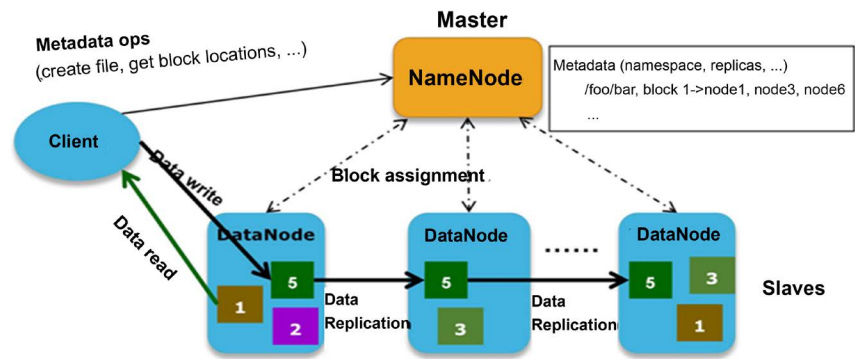 Master
Metadata ops
(create file, get block locations, ...)
NameNode
Metadata (namespace, replicas, ...)
/foo/bar, block 1->node1, node3, node6
...
Client
Data write
Block assignment
Data read
DataNode
DataNode
......
DataNode
5
1
2
Data
Replication
5
3
Data
Replication
5
3
1
Slaves